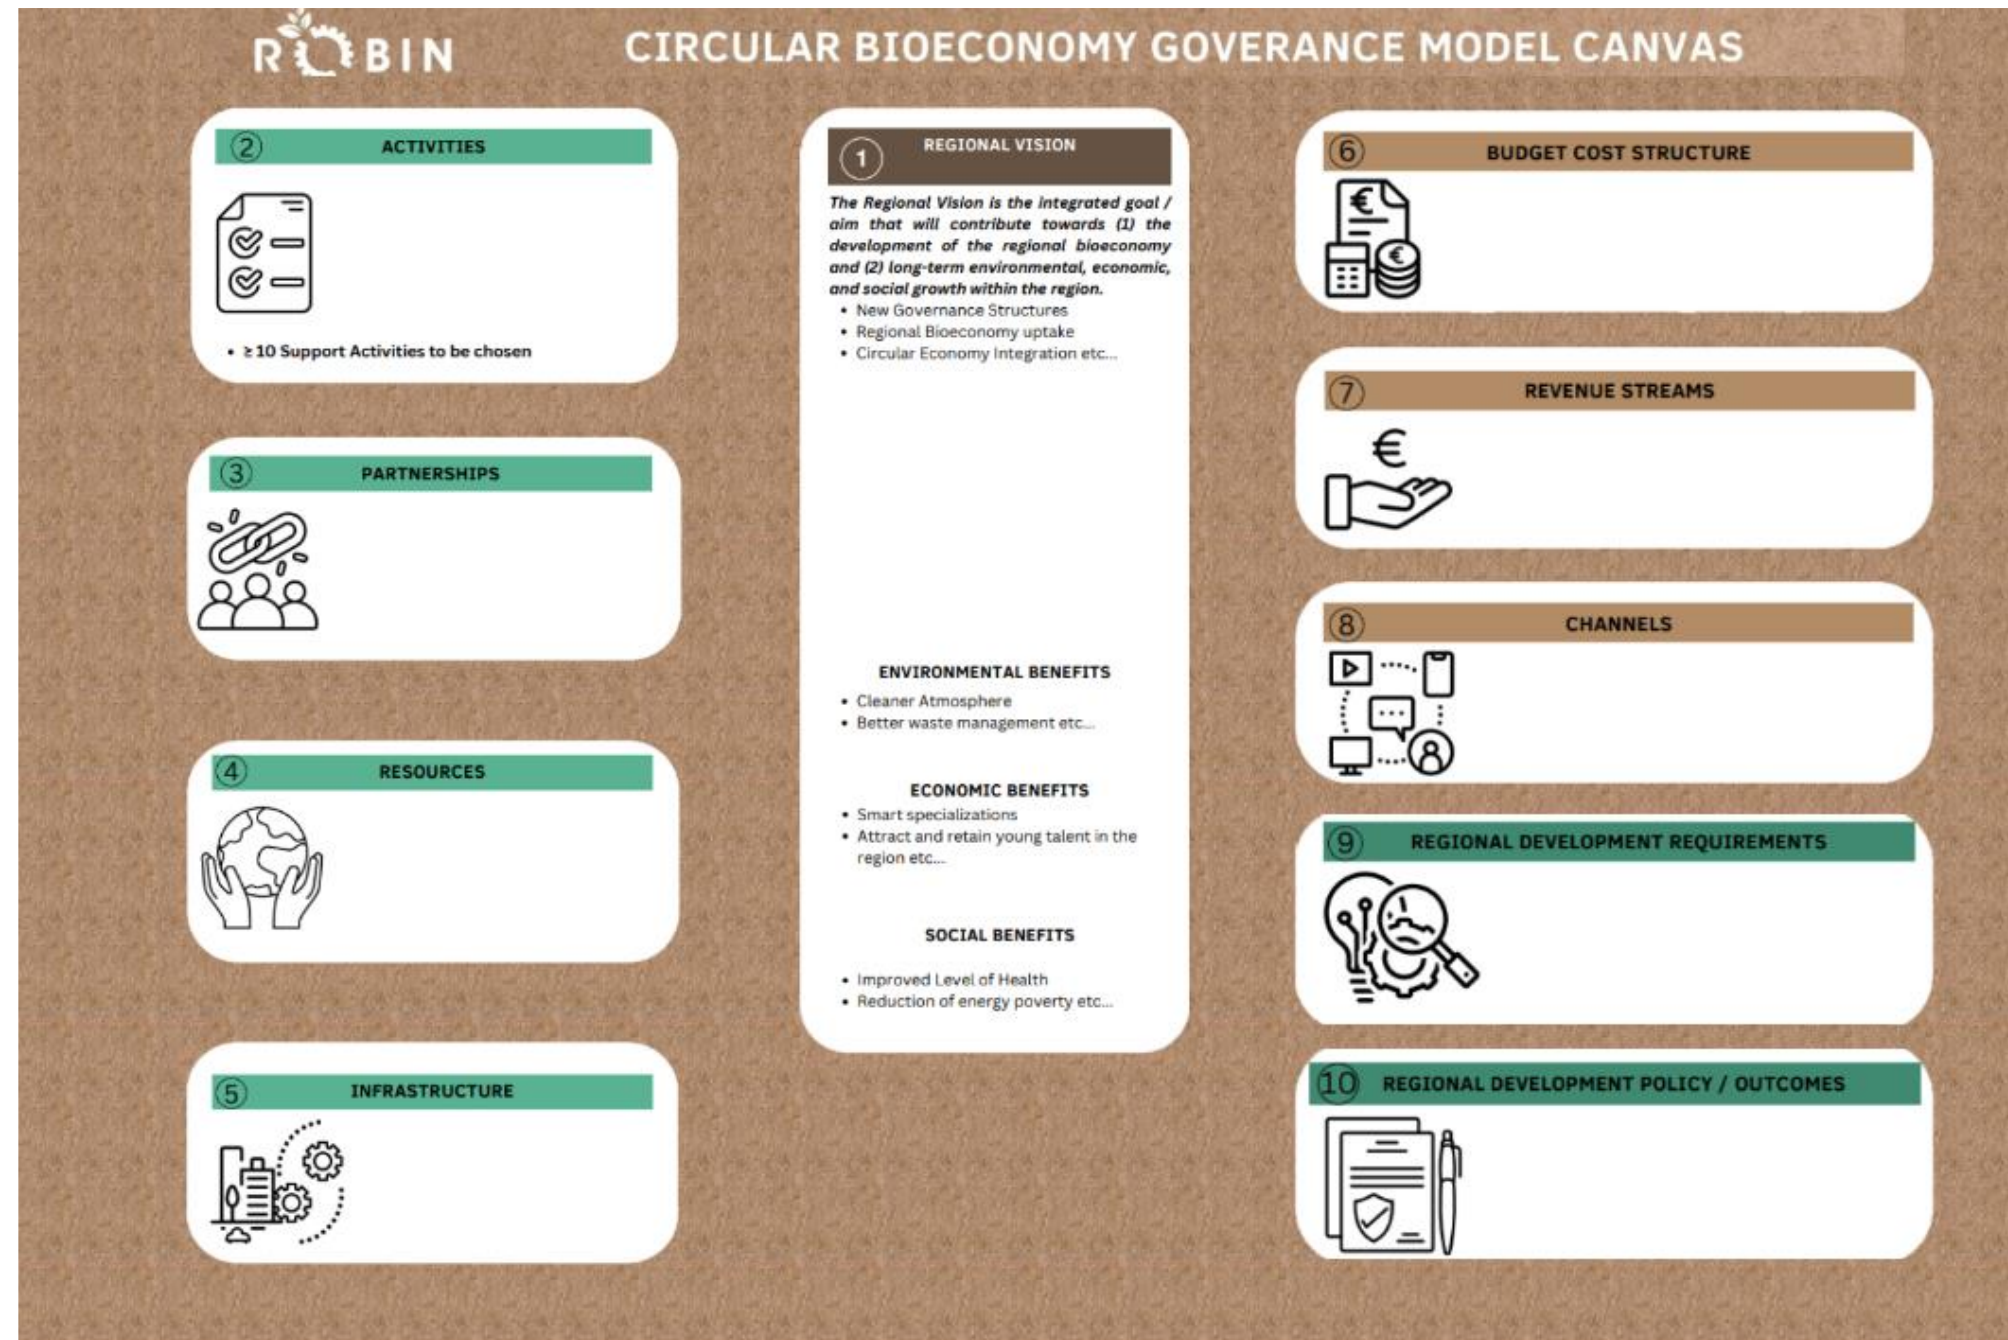 ROBIN
CIRCULAR BIOECONOMY GOVERANCE MODEL CANVAS
2
ACTIVITIES
• ≥ 10 Support Activities to be chosen
3
PARTNERSHIPS
4
RESOURCES
5
INFRASTRUCTURE
1
REGIONAL VISION
The Regional Vision is the integrated goal /
aim that will contribute towards (1) the
development of the regional bioeconomy
and (2) long-term environmental, economic,
and social growth within the region.
• New Governance Structures
• Regional Bioeconomy uptake
• Circular Economy Integration etc...
ENVIRONMENTAL BENEFITS
• Cleaner Atmosphere
• Better waste management etc...
ECONOMIC BENEFITS
• Smart specializations
• Attract and retain young talent in the
region etc...
SOCIAL BENEFITS
• Improved Level of Health
• Reduction of energy poverty etc...
6
BUDGET COST STRUCTURE
€
€
7
REVENUE STREAMS
€
8
CHANNELS
9
REGIONAL DEVELOPMENT REQUIREMENTS
10
REGIONAL DEVELOPMENT POLICY / OUTCOMES